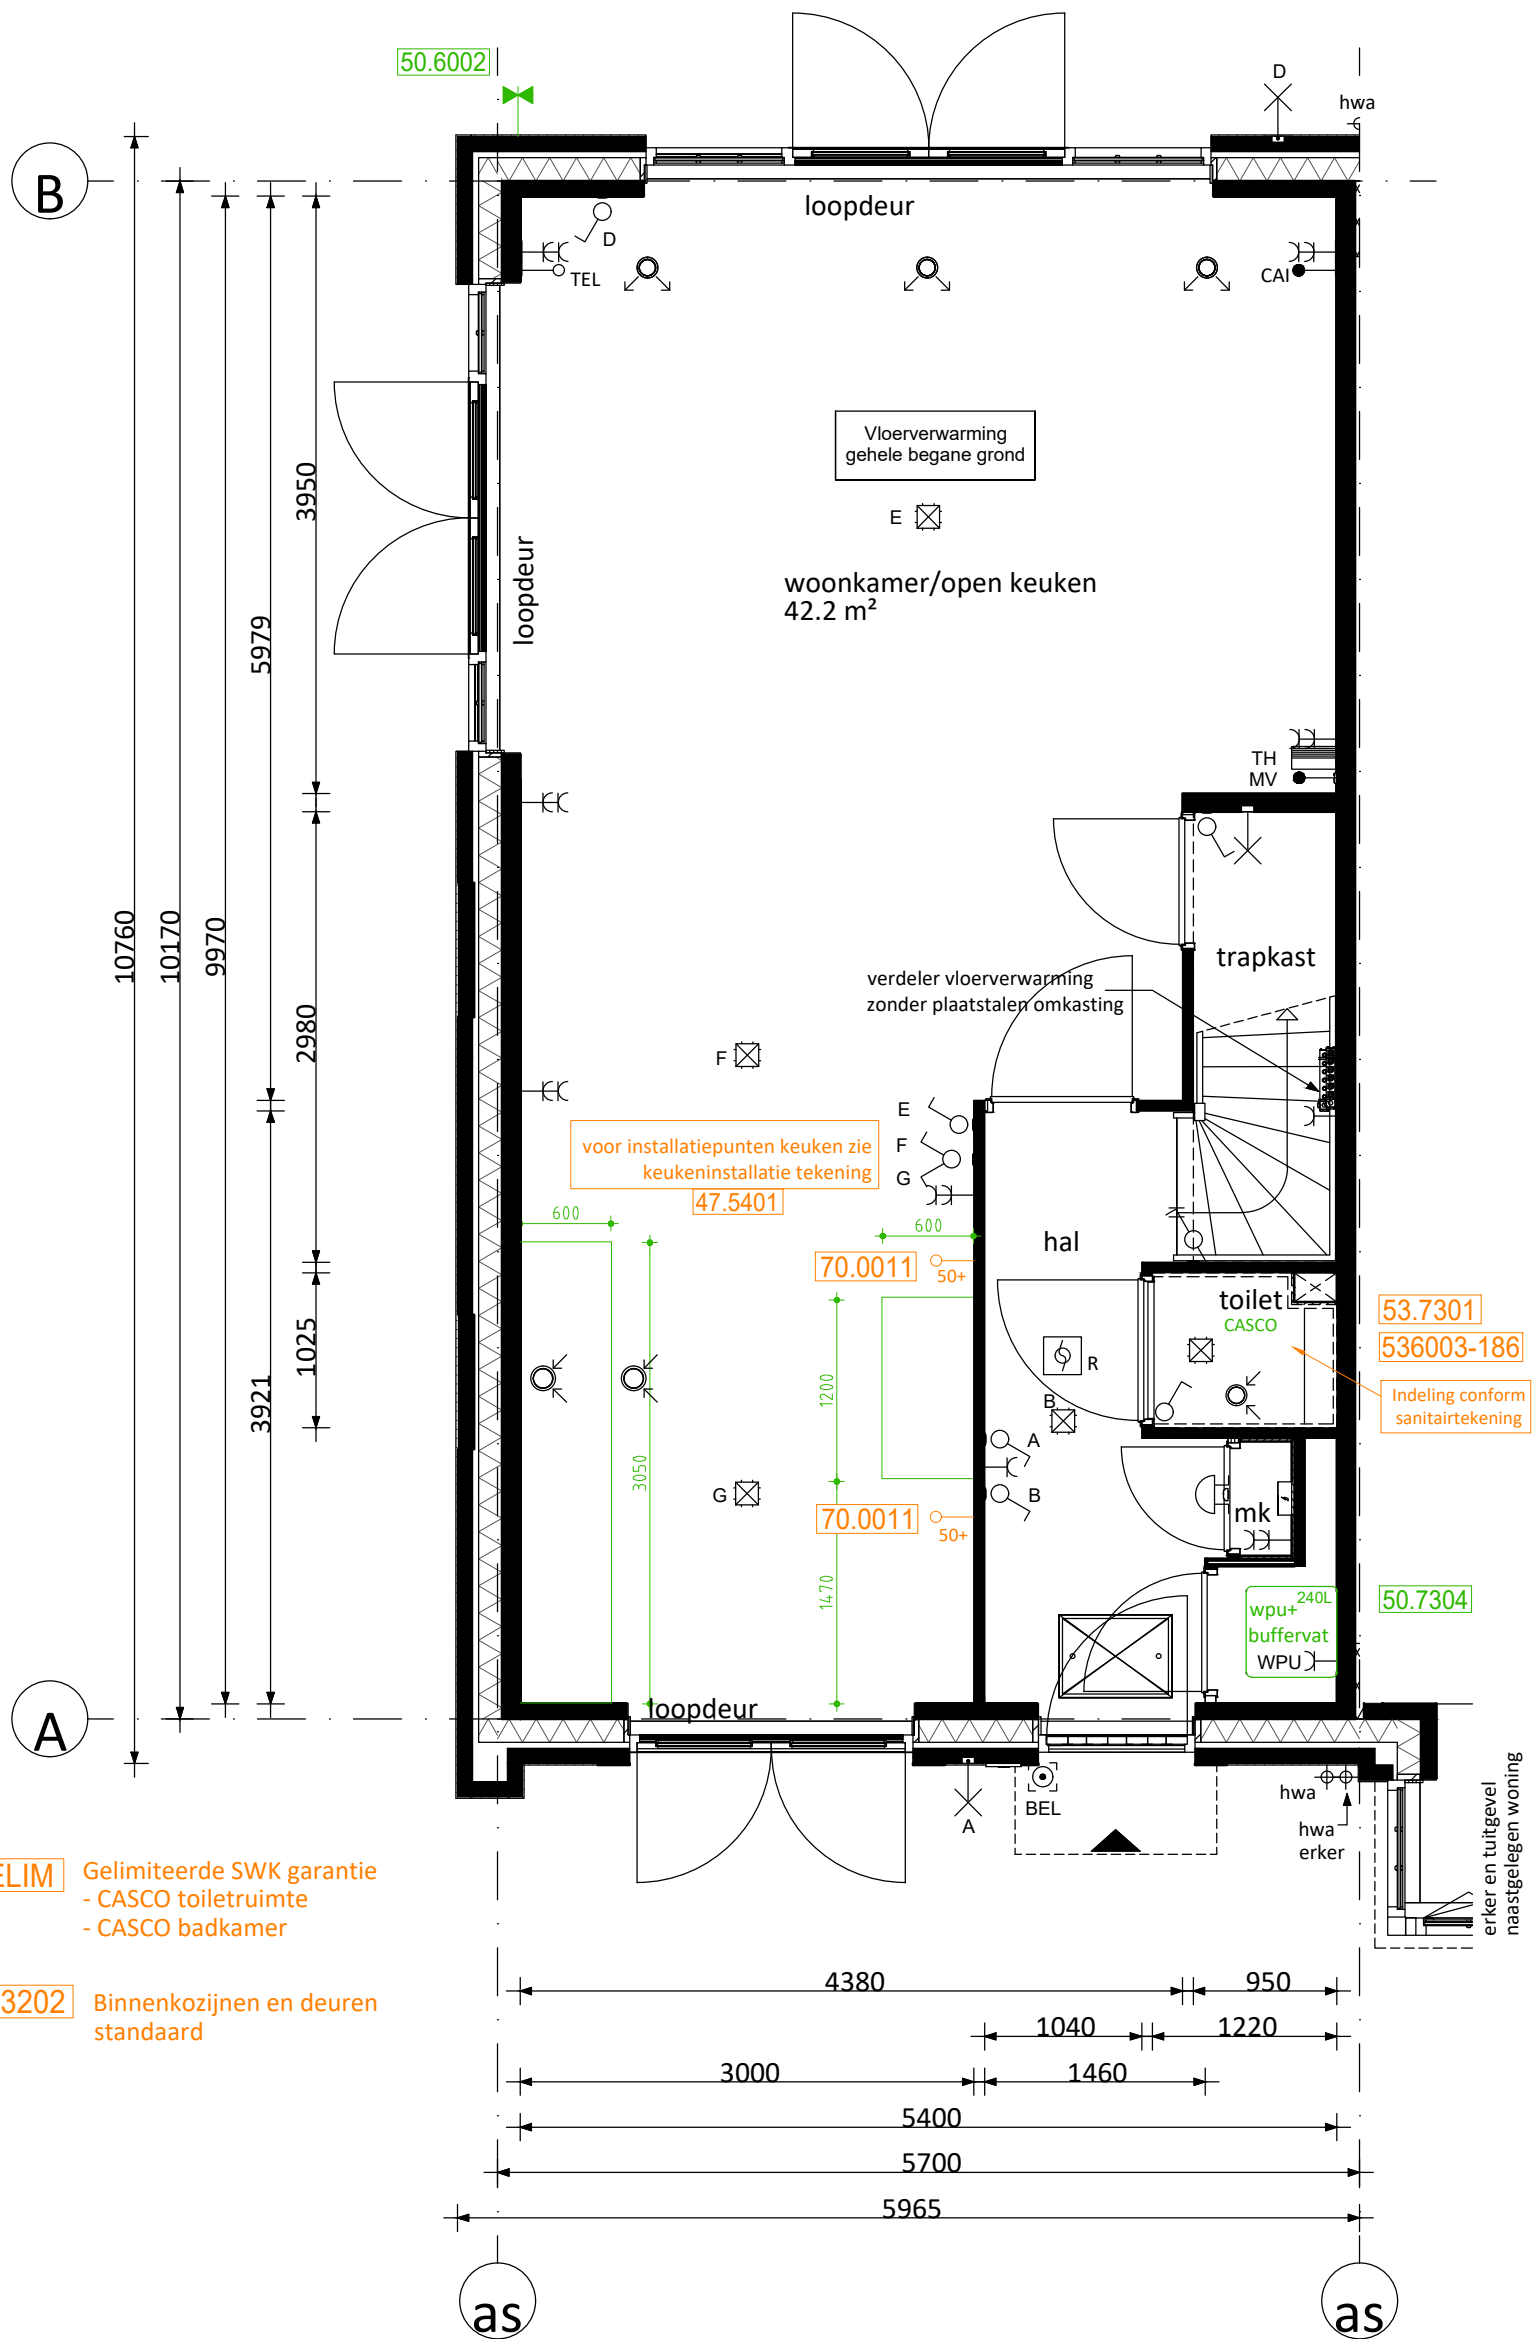 50.6002
D
hwa
B
loopdeur
D
TEL
CAI
Vloerverwarming
gehele begane grond
E
woonkamer/open keuken
42.2 m²
loopdeur
3950
5979
TH
MV
10760
10170
9970
trapkast
verdeler vloerverwarming
zonder plaatstalen omkasting
2980
F
E
F
G
voor installatiepunten keuken zie
keukeninstallatie tekening
47.5401
600
600
hal
70.0011
50+
toilet
CASCO
53.7301
536003-186
Indeling conform
sanitairtekening
1025
3921
R
B
1200
3050
A
B
G
70.0011
50+
mk
1470
wpu+ 240L
buffervat
WPU
50.7304
A
loopdeur
A
BEL
hwa
hwa
erker
erker en tuitgevel
naastgelegen woning
ELIM
Gelimiteerde SWK garantie
- CASCO toiletruimte
- CASCO badkamer
3202
Binnenkozijnen en deuren
standaard
4380
950
1040
1220
3000
1460
5400
5700
5965
as
as